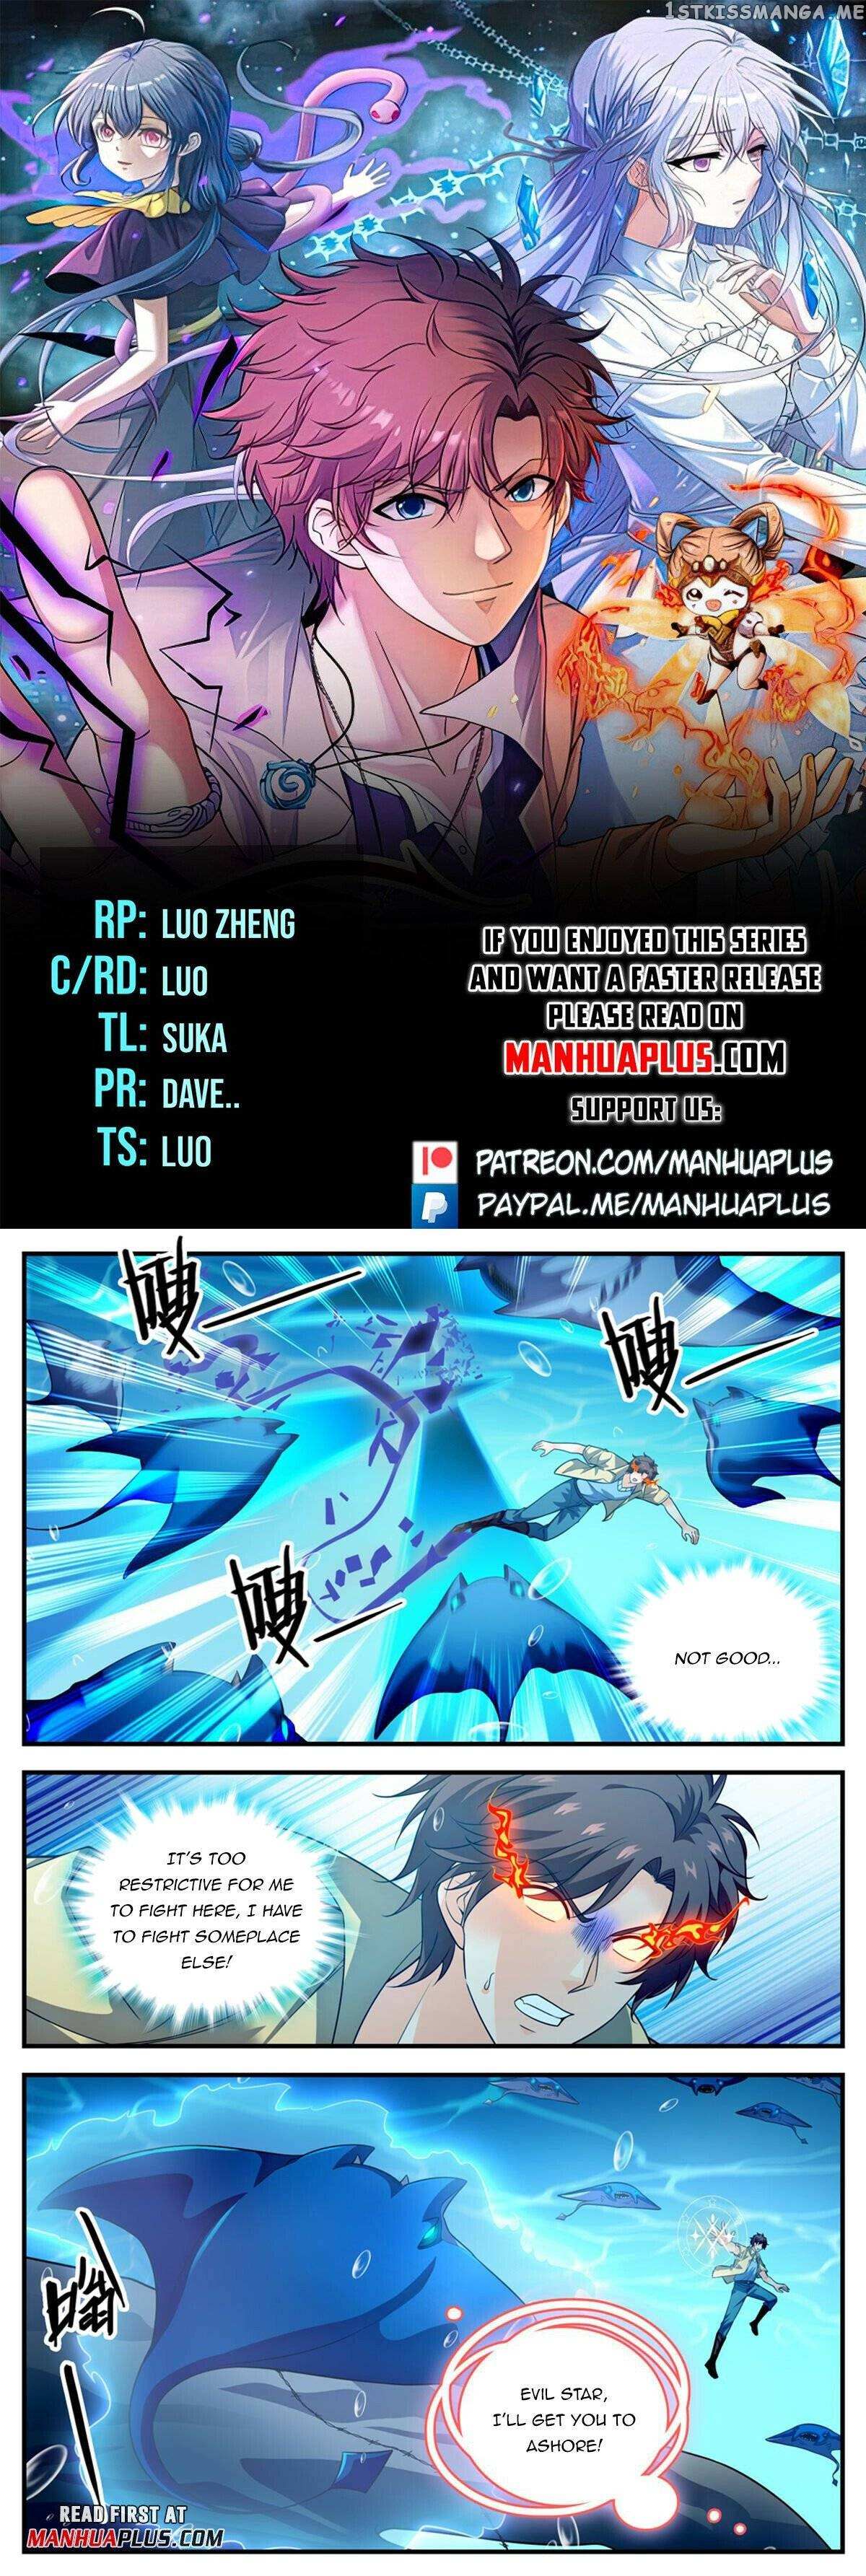 1STKISSMANGA.ME
RP: LUO ZHENG
C/RD: LUO
TL: SUKA
PR: DAVE..
TS: LUO
IF YOU ENJOYED THIS SERIES
AND WANT A FASTER RELEASE
PLEASE READ ON
MANHUAPLUS.COM
SUPPORT US:
PATREON.COM/MANHUAPLUS
PAYPAL.ME/MANHUAPLUS
嗖
嗖
嗖
NOT GOOD...
IT'S TOO
RESTRICTIVE FOR ME
TO FIGHT HERE, I HAVE
TO FIGHT SOMEPLACE
ELSE!
EVIL STAR,
I'LL GET YOU TO
ASHORE!
READ FIRST AT
MANHUAPLUS.COM